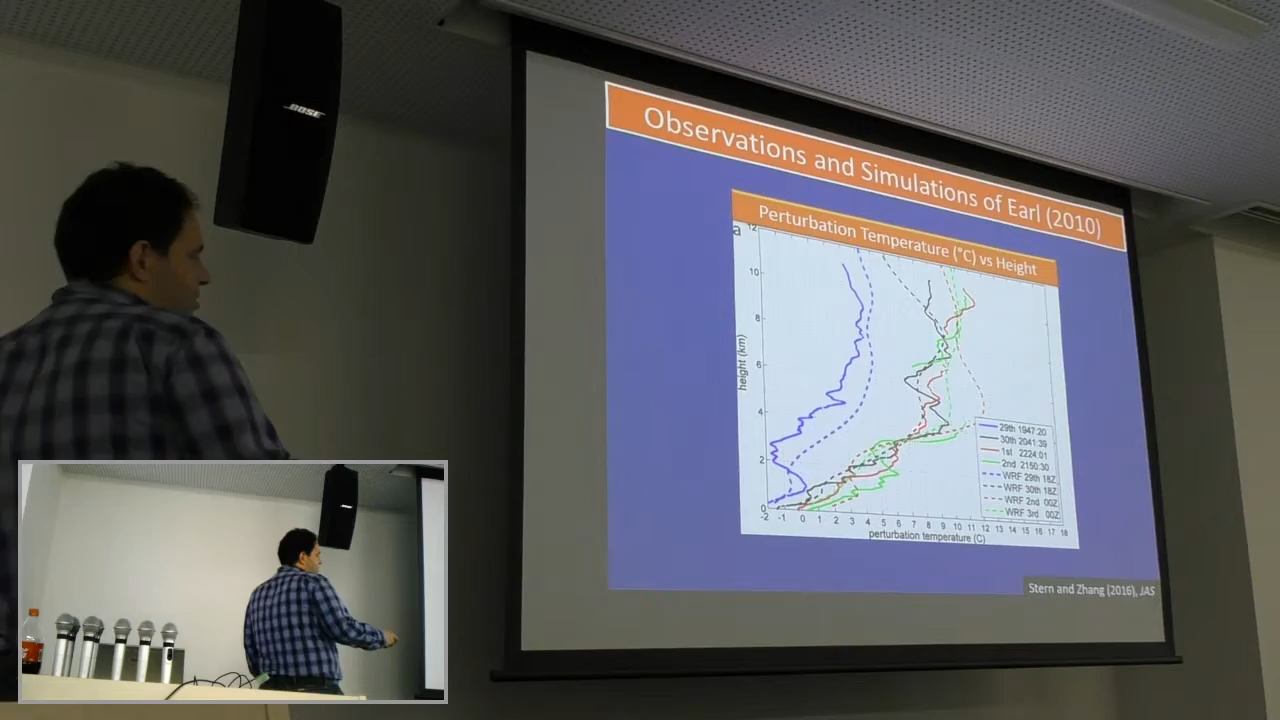 BOSE
Observations and Simulations of Earl (2010)
Perturbation Temperature (°C) vs Height
a
12
10
8
6
4
2
0
height (km)
-2 -1 0 1 2 3 4 5 6 7 8 9 10 11 12 13 14 15 16 17 18
perturbation temperature (C)
29th 1947:20
30th 2041:39
1st 2224:01
2nd 2150:30
WRF 29th 18Z
WRF 30th 18Z
WRF 2nd 00Z
WRF 3rd 00Z
Stern and Zhang (2016), JAS